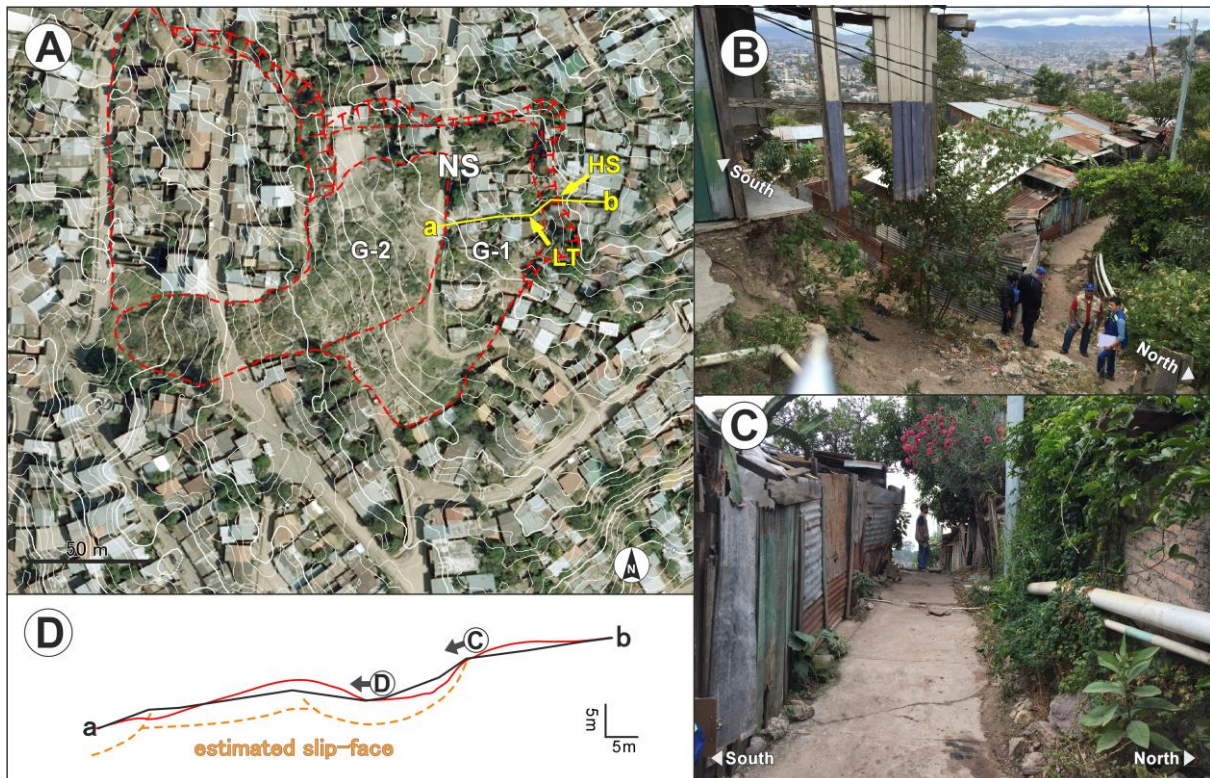 A
NS
HS
a
b
G-2
G-1
LT
50 m
N
B
◄South
North►
C
◄South
North►
D
C
b
D
a
estimated slip-face
5m
5m